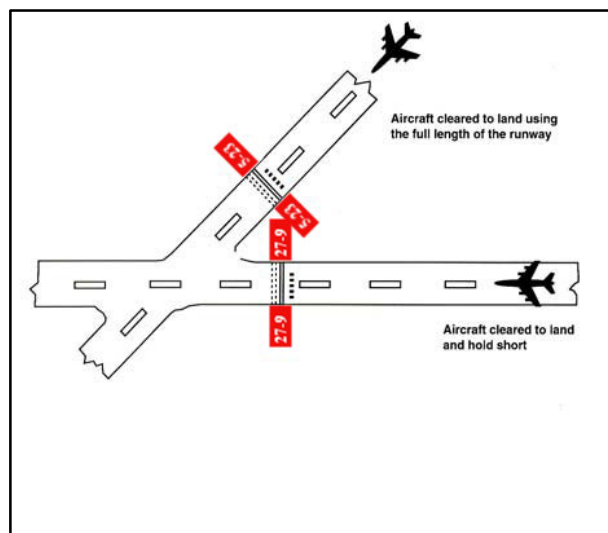 Aircraft cleared to land using
the full length of the runway
5-23
5-23
27-9
27-9
Aircraft cleared to land
and hold short